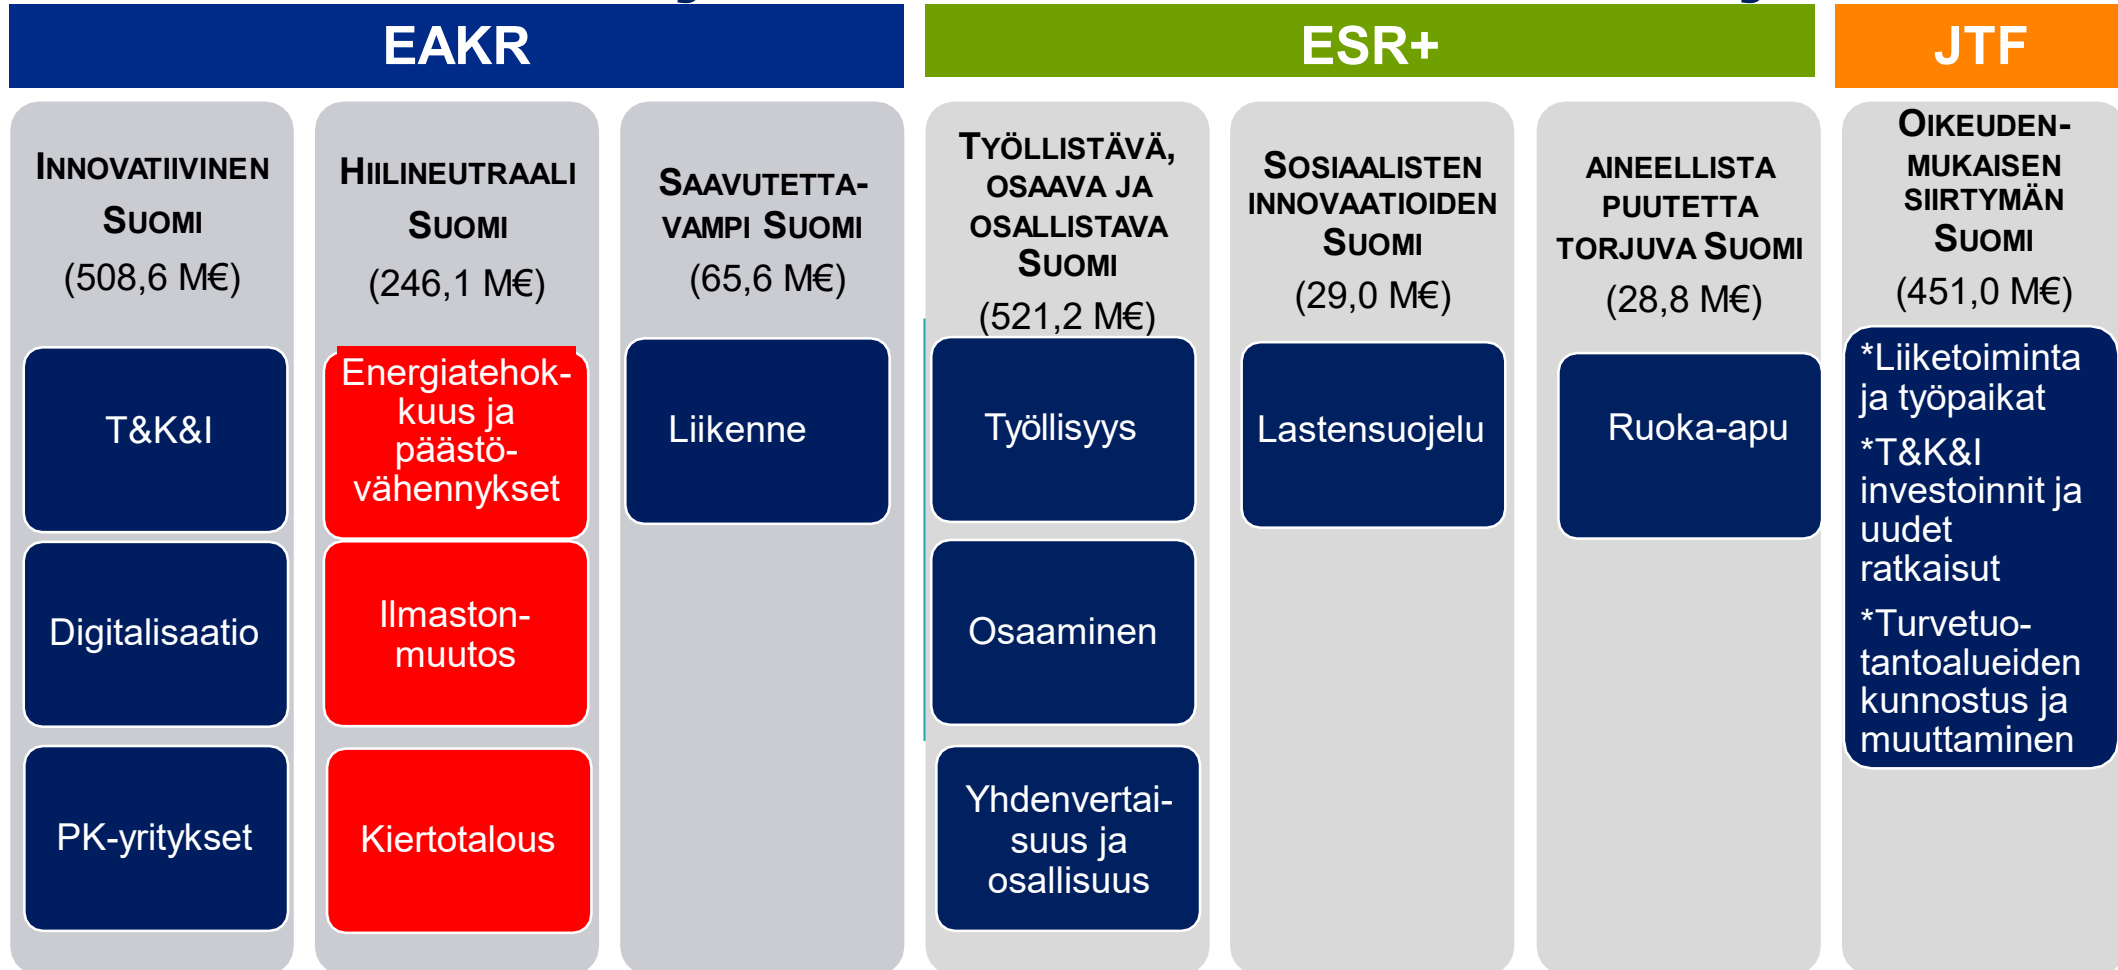 EAKR
ESR+
JTF
INNOVATIIVINEN
SUOMI
(508,6 M€)
T&K&I
Digitalisaatio
PK-yritykset
HIILINEUTRAALI
SUOMI
(246,1 M€)
Energiatehok-
kuus ja
päästö-
vähennykset
Ilmaston-
muutos
Kiertotalous
SAAVUTETTA-
VAMPI SUOMI
(65,6 M€)
Liikenne
TYÖLLISTÄVÄ,
OSAAVA JA
OSALLISTAVA
SUOMI
(521,2 M€)
Työllisyys
Osaaminen
Yhdenvertai-
suus ja
osallisuus
SOSIAALISTEN
INNOVAATIOIDEN
SUOMI
(29,0 M€)
Lastensuojelu
AINEELLISTA
PUUTETTA
TORJUVA SUOMI
(28,8 M€)
Ruoka-apu
OIKEUDEN-
MUKAISEN
SIIRTYMÄN
SUOMI
(451,0 M€)
*Liiketoiminta
ja työpaikat
*T&K&I
investoinnit ja
uudet
ratkaisut
*Turvetuo-
tantoalueiden
kunnostus ja
muuttaminen